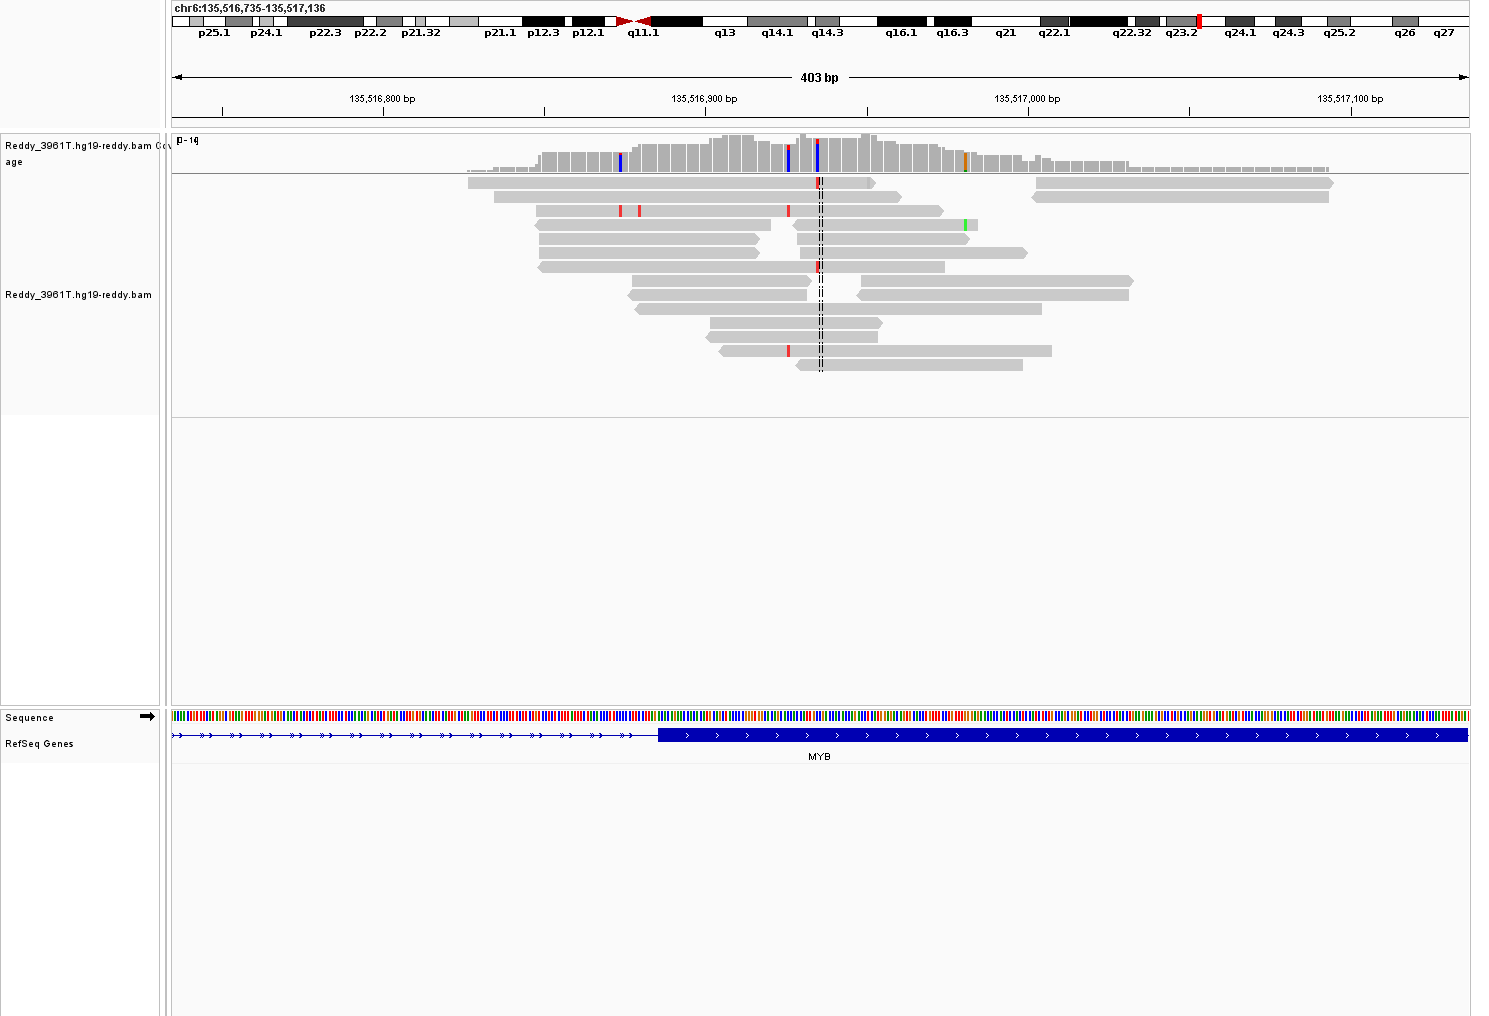 chr6:135,516,735-135,517,136
p25.1 p24.1 p22.3 p22.2 p21.32 p21.1 p12.3 p12.1 q11.1 q13 q14.1 q14.3 q16.1 q16.3 q21 q22.1 q22.32 q23.2 q24.1 q24.3 q25.2 q26 q27
403 bp
135,516,800 bp 135,516,900 bp 135,517,000 bp 135,517,100 bp
Reddy_3961T.hg19-reddy.bam Cov
age
[0 - 14]
Reddy_3961T.hg19-reddy.bam
Sequence
RefSeq Genes
MYB